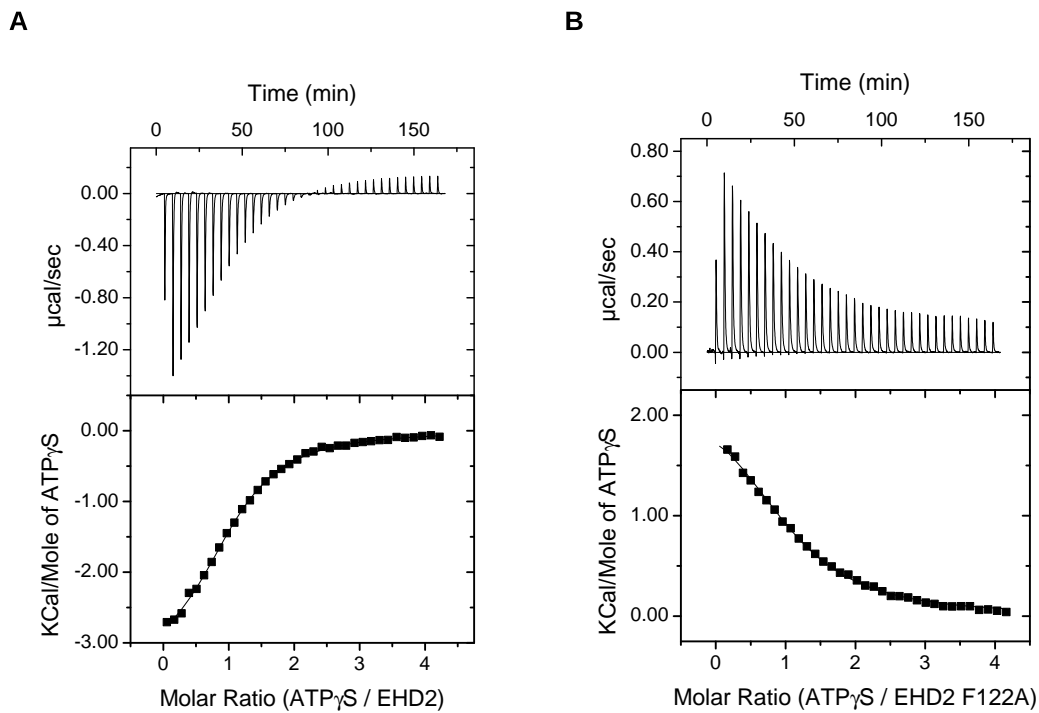 A
Time (min)
0 50 100 150
0.00
-0.40
-0.80
-1.20
µcal/sec
0.00
-1.00
-2.00
-3.00
KCal/Mole of ATPγS
0 1 2 3 4
Molar Ratio (ATPγS / EHD2)
B
Time (min)
0 50 100 150
0.80
0.60
0.40
0.20
0.00
µcal/sec
2.00
1.00
0.00
KCal/Mole of ATPγS
0 1 2 3 4
Molar Ratio (ATPγS / EHD2 F122A)